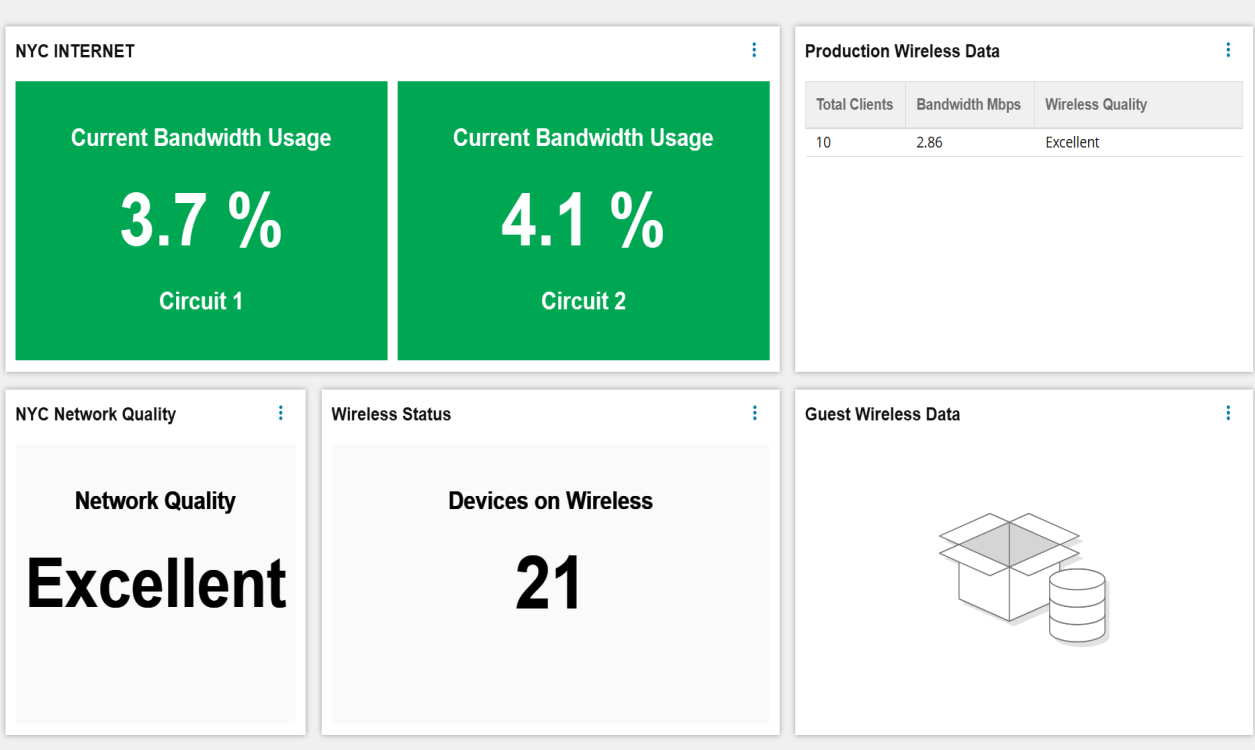 NYC INTERNET
Current Bandwidth Usage
3.7 %
Circuit 1
Current Bandwidth Usage
4.1 %
Circuit 2
Production Wireless Data
Total Clients Bandwidth Mbps Wireless Quality
10 2.86 Excellent
NYC Network Quality
Network Quality
Excellent
Wireless Status
Devices on Wireless
21
Guest Wireless Data